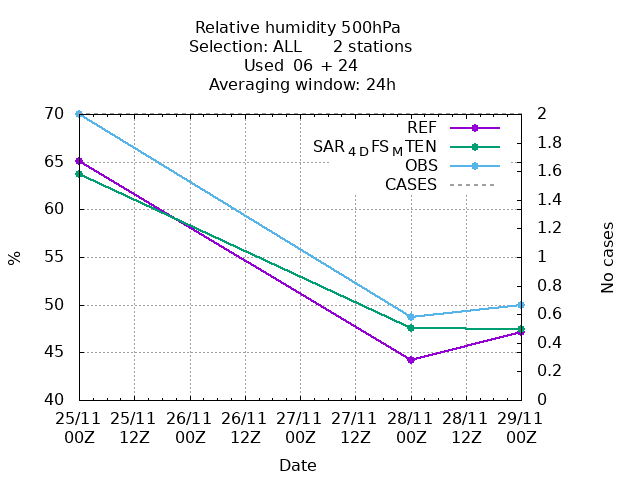 Relative humidity 500hPa
Selection: ALL      2 stations
Used  06 + 24
Averaging window: 24h
REF
SAR4DFSMTEN
OBS
CASES
70
65
60
55
50
45
40
%
2
1.8
1.6
1.4
1.2
1
0.8
0.6
0.4
0.2
0
No cases
25/11 25/11 26/11 26/11 27/11 27/11 28/11 28/11 29/11
00Z 12Z 00Z 12Z 00Z 12Z 00Z 12Z 00Z
Date